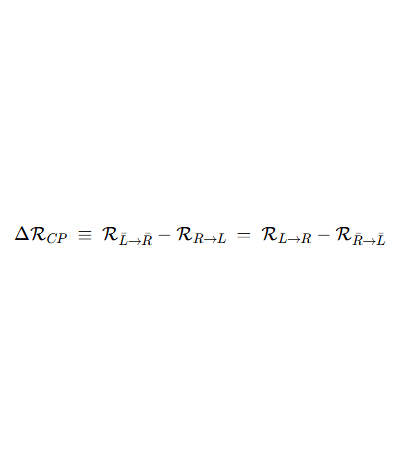 Δ𝓡_{CP} ≡ 𝓡_{L̄→R̄} − 𝓡_{R→L} = 𝓡_{L→R} − 𝓡_{R̄→L̄}